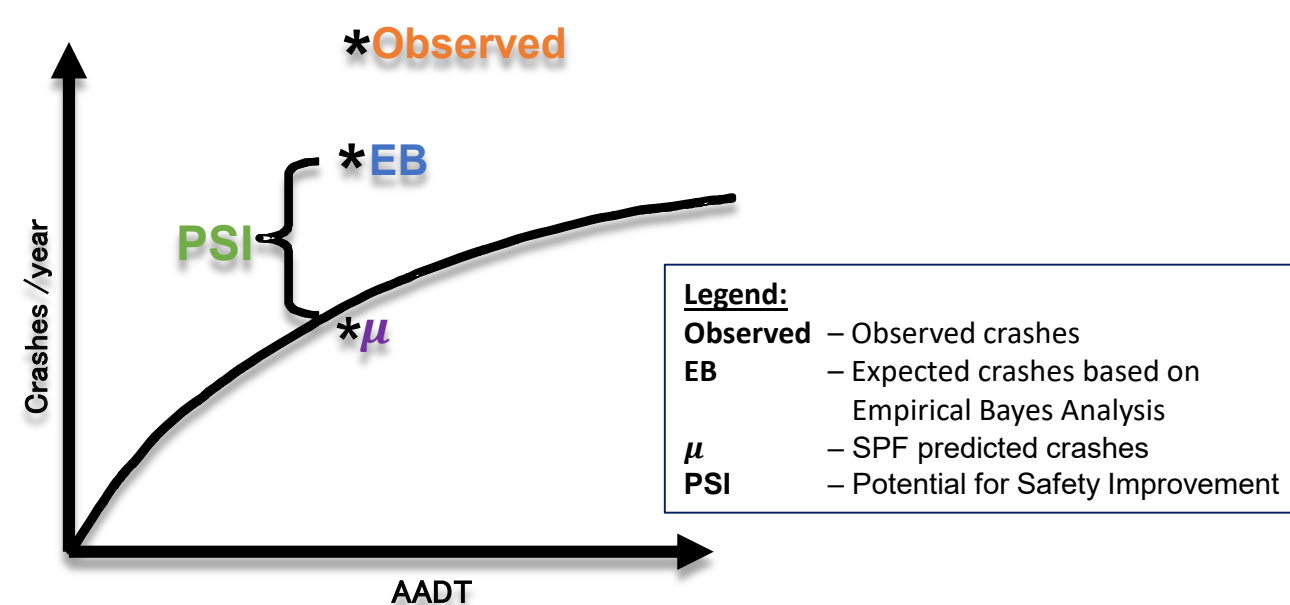 *Observed
*EB
PSI
*μ
Crashes /year
AADT
Legend:
Observed – Observed crashes
EB – Expected crashes based on
Empirical Bayes Analysis
μ – SPF predicted crashes
PSI – Potential for Safety Improvement